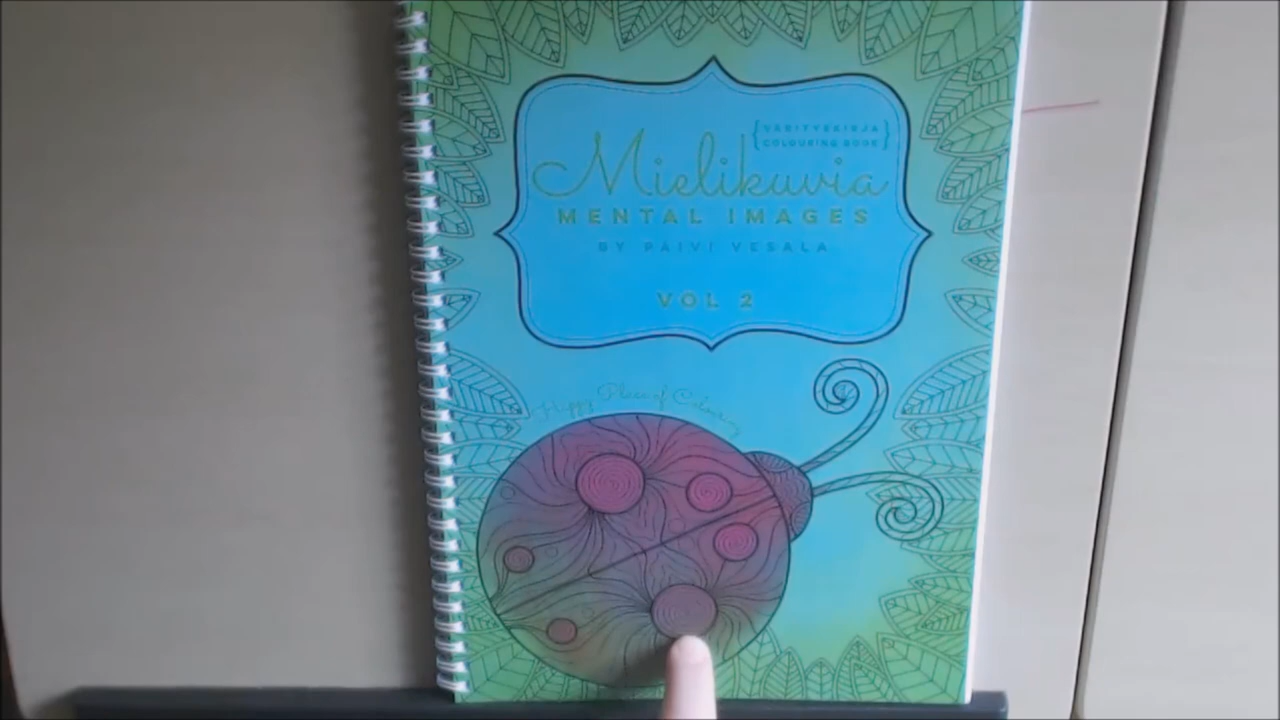 {VÄRITYSKIRJA
COLOURING BOOK}
Mielikuvia
MENTAL IMAGES
BY PÄIVI VESALA
VOL 2
Happy Place of Colouring